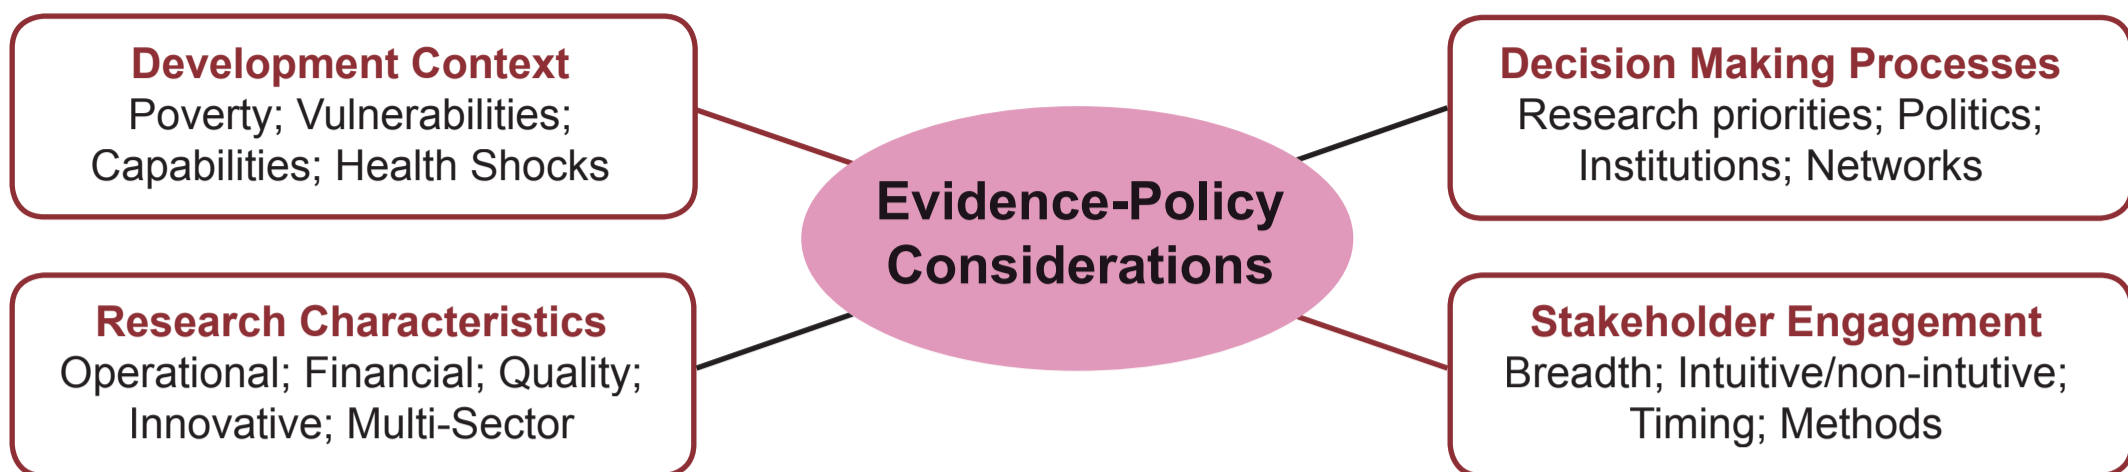 Development Context
Poverty; Vulnerabilities;
Capabilities; Health Shocks
Decision Making Processes
Research priorities; Politics;
Institutions; Networks
Evidence-Policy
Considerations
Research Characteristics
Operational; Financial; Quality;
Innovative; Multi-Sector
Stakeholder Engagement
Breadth; Intuitive/non-intutive;
Timing; Methods